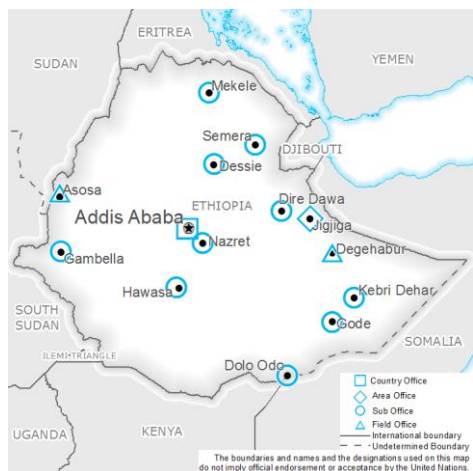 ERITREA
SUDAN
YEMEN
Mekele
Semera
DJIBOUTI
Dessie
Asosa
ETHIOPIA
Dire Dawa
Addis Ababa
Jigjiga
Nazret
Degehabur
Gambella
Hawasa
Kebri Dehar
SOUTH
SUDAN
Gode
SOMALIA
ILEMI TRIANGLE
Dolo Odo
Country Office
Area Office
Sub Office
Field Office
International boundary
Undetermined Boundary
UGANDA
KENYA
The boundaries and names and the designations used on this map
do not imply official endorsement or acceptance by the United Nations.